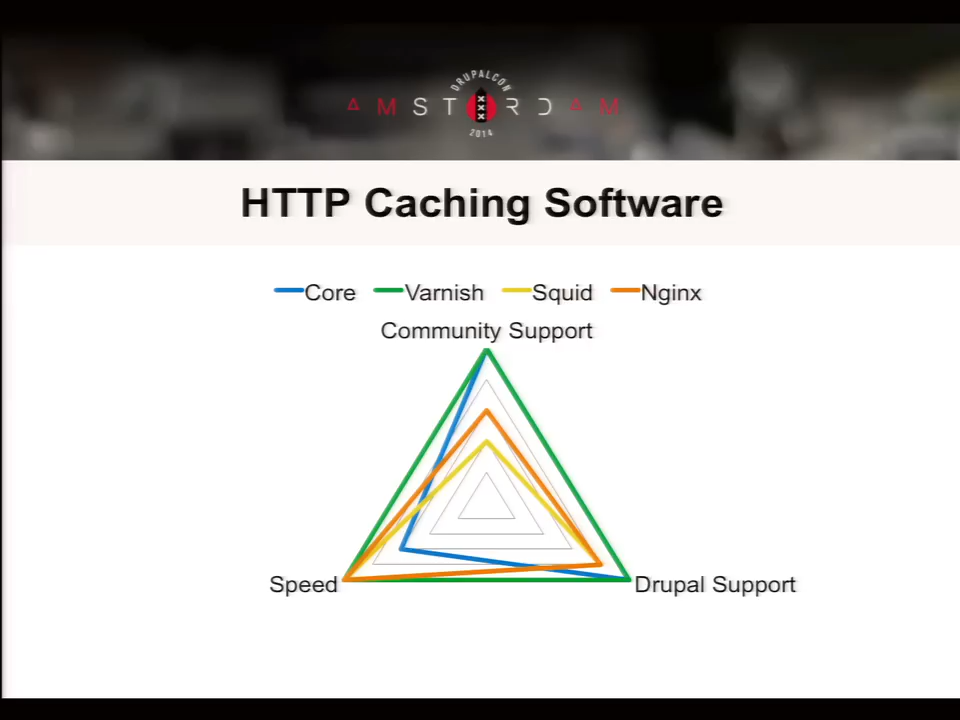 DRUPALCON
AMSTERDAM
2014
HTTP Caching Software
Core Varnish Squid Nginx
Community Support
Speed Drupal Support